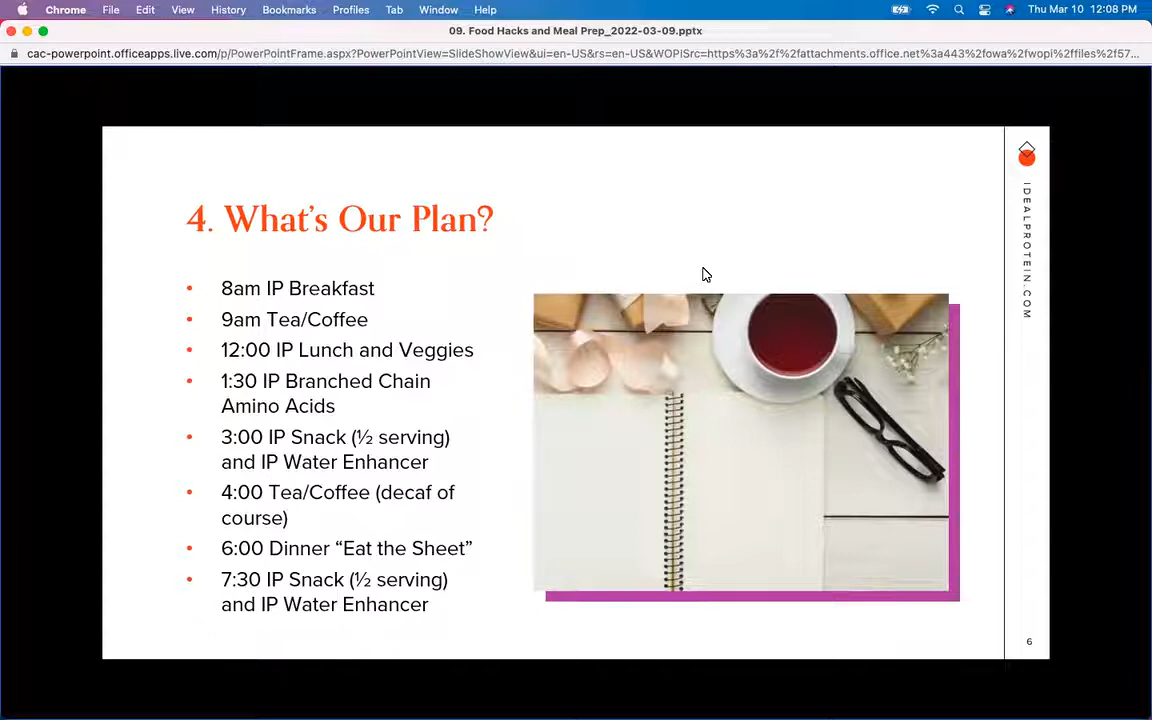 Chrome File Edit View History Bookmarks Profiles Tab Window Help Thu Mar 10 12:08 PM
09. Food Hacks and Meal Prep_2022-03-09.pptx
cac-powerpoint.officeapps.live.com/p/PowerPointFrame.aspx?PowerPointView=SlideShowView&ui=en-US&rs=en-US&WOPISrc=https%3a%2f%2fattachments.office.net%3a443%2fowa%2fwopi%2ffiles%2f57...
4. What's Our Plan?
• 8am IP Breakfast
• 9am Tea/Coffee
• 12:00 IP Lunch and Veggies
• 1:30 IP Branched Chain
Amino Acids
• 3:00 IP Snack (½ serving)
and IP Water Enhancer
• 4:00 Tea/Coffee (decaf of
course)
• 6:00 Dinner “Eat the Sheet”
• 7:30 IP Snack (½ serving)
and IP Water Enhancer
IDEALPROTEIN.COM
6